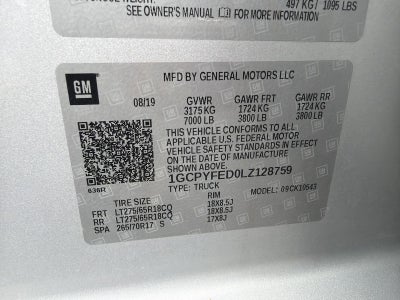 497 KG / 1095 LBS
SEE OWNER'S MANUAL FOR MORE INFORMATION
GM
MFD BY GENERAL MOTORS LLC
08/19 GVWR GAWR FRT GAWR RR
3175 KG 1724 KG 1724 KG
7000 LB 3800 LB 3800 LB
THIS VEHICLE CONFORMS TO ALL
APPLICABLE U.S. FEDERAL MOTOR
VEHICLE SAFETY STANDARDS IN EFFECT
ON THE DATE OF MANUFACTURE
SHOWN ABOVE.
1GCPYFED0LZ128759
TYPE: TRUCK MODEL: 09CK10543
TIRE SIZE RIM
FRT LT275/65R18CQ 18X8.5J
RR LT275/65R18CQ 18X8.5J
SPA 265/70R17 S 17X8J